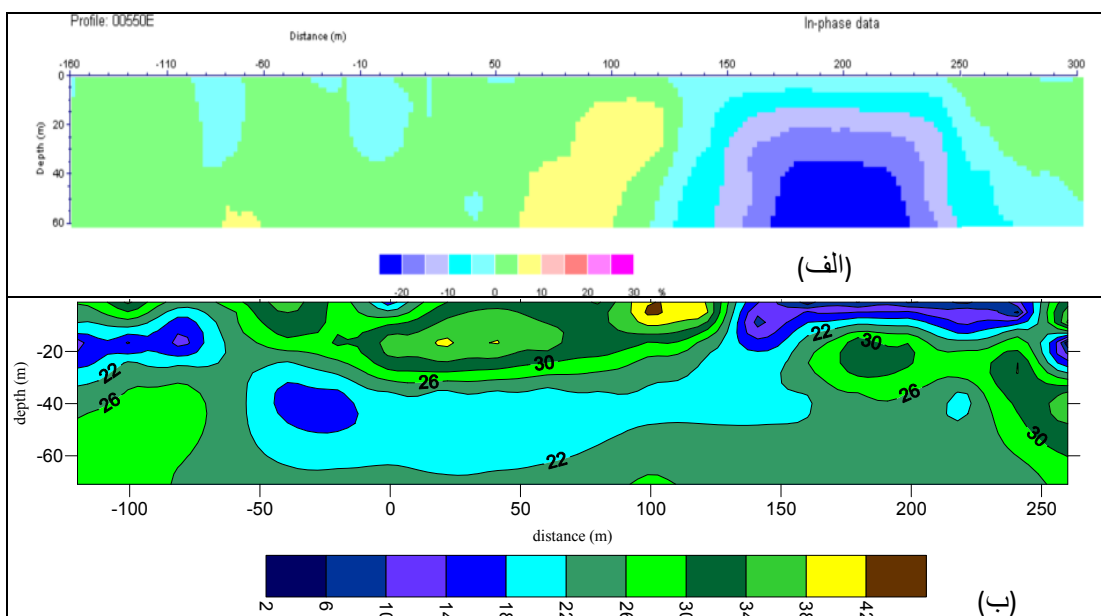 Profile: 00550E
In-phase data
Distance (m)
-160 -110 -60 -10 50 100 150 200 250 300
0
20
Depth (m)
40
60
-20 -10 0 10 20 30 %
(الف)
22 22 30 30 26 26 26 30 22
-20
-40
-60
depth (m)
-100 -50 0 50 100 150 200 250
distance (m)
2 6 10 14 18 22 26 30 34 38 42
(ب)